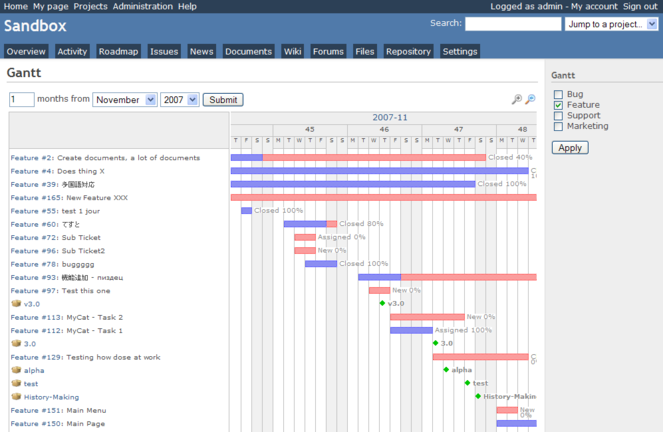 Home My page Projects Administration Help
Logged as admin - My account Sign out
Sandbox
Search:
Jump to a project...
Overview Activity Roadmap Issues News Documents Wiki Forums Files Repository Settings
Gantt
1 months from November 2007 Submit
2007-11
45 46 47 48
T F S S M T W T F S S M T W T F S S M T W T F S S M T W T
Feature #2: Create documents, a lot of documents
Closed 40%
Feature #4: Does thing X
Feature #39: 多国語対応
Closed 100%
Feature #165: New Feature XXX
Feature #55: test 1 jour
Closed 100%
Feature #60: てすと
Closed 80%
Feature #72: Sub Ticket
Assigned 0%
Feature #96: Sub Ticket2
New 0%
Feature #78: buggggg
Closed 100%
Feature #93: 機能追加 - пиздец
Feature #97: Test this one
New 0%
v3.0
v3.0
Feature #113: MyCat - Task 2
New 0%
Feature #112: MyCat - Task 1
Assigned 100%
3.0
3.0
Feature #129: Testing how dose at work
alpha
alpha
test
test
History-Making
History-Makin
Feature #151: Main Menu
New
0%
Feature #150: Main Page
Gantt
Bug
Feature
Support
Marketing
Apply